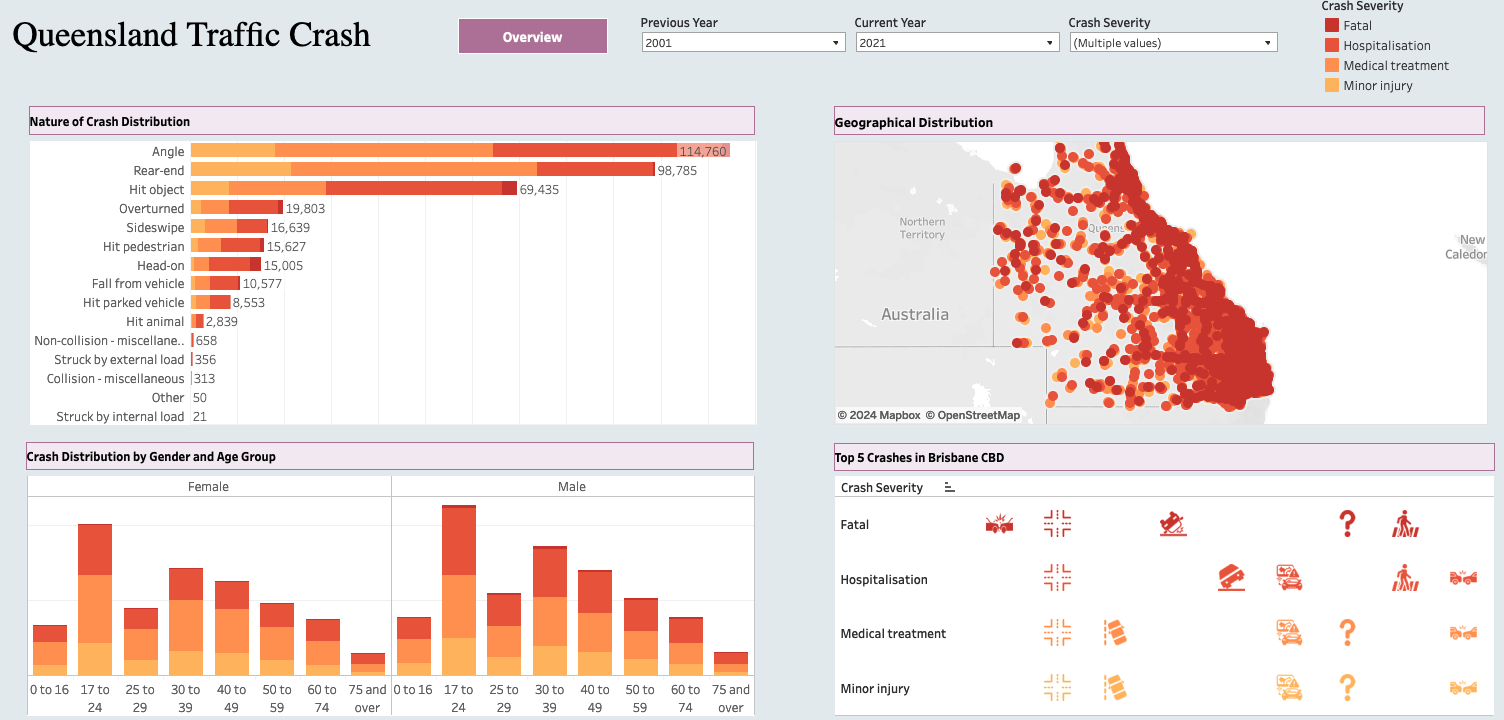 Queensland Traffic Crash
Overview
Previous Year
2001
Current Year
2021
Crash Severity
(Multiple values)
Crash Severity
Fatal
Hospitalisation
Medical treatment
Minor injury
Nature of Crash Distribution
Angle 114,760
Rear-end 98,785
Hit object 69,435
Overturned 19,803
Sideswipe 16,639
Hit pedestrian 15,627
Head-on 15,005
Fall from vehicle 10,577
Hit parked vehicle 8,553
Hit animal 2,839
Non-collision - miscellane.. 658
Struck by external load 356
Collision - miscellaneous 313
Other 50
Struck by internal load 21
Geographical Distribution
Northern
Territory
Queens
New
Caledor
Australia
© 2024 Mapbox © OpenStreetMap
Crash Distribution by Gender and Age Group
Female Male
0 to 16 17 to 25 to 30 to 40 to 50 to 60 to 75 and 0 to 16 17 to 25 to 30 to 40 to 50 to 60 to 75 and
24 29 39 49 59 74 over 24 29 39 49 59 74 over
Top 5 Crashes in Brisbane CBD
Crash Severity
Fatal ?
Hospitalisation
Medical treatment ?
Minor injury ?